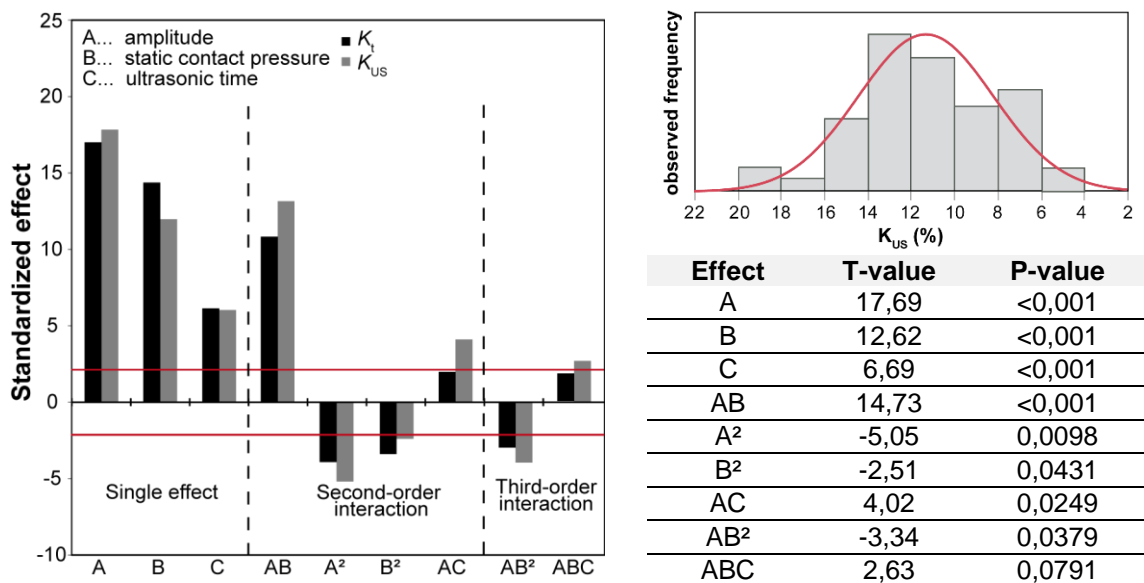 25
20
15
10
5
0
-5
-10
Standardized effect
A... amplitude
B... static contact pressure
C... ultrasonic time
Kt
KUS
Single effect
Second-order
interaction
Third-order
interaction
A B C AB A² B² AC AB² ABC
observed frequency
22 20 18 16 14 12 10 8 6 4 2
KUS (%)
Effect T-value P-value
A 17,69 <0,001
B 12,62 <0,001
C 6,69 <0,001
AB 14,73 <0,001
A² -5,05 0,0098
B² -2,51 0,0431
AC 4,02 0,0249
AB² -3,34 0,0379
ABC 2,63 0,0791